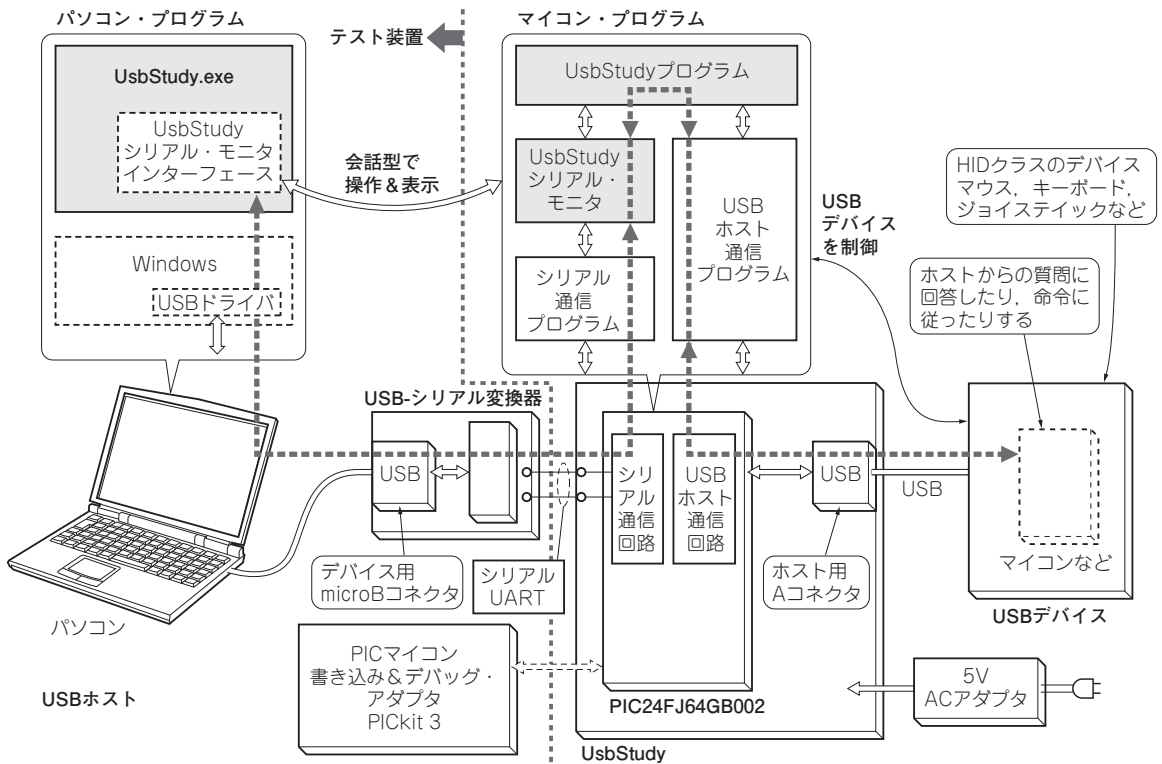 パソコン・プログラム
テスト装置
マイコン・プログラム
UsbStudy.exe
UsbStudy
シリアル・モニタ
インターフェース
Windows
USBドライバ
会話型で
操作＆表示
UsbStudyプログラム
UsbStudy
シリアル・
モニタ
シリアル
通信
プログラム
USB
ホスト
通信
プログラム
USB
デバイス
を制御
HIDクラスのデバイス
マウス，キーボード，
ジョイステイックなど
ホストからの質問に
回答したり，命令に
従ったりする
USB-シリアル変換器
USB
シリ
アル
通信
回路
USB
ホスト
通信
回路
USB
USB
マイコンなど
USBデバイス
デバイス用
microBコネクタ
シリアル
UART
ホスト用
Aコネクタ
パソコン
USBホスト
PICマイコン
書き込み＆デバッグ・
アダプタ
PICkit 3
PIC24FJ64GB002
UsbStudy
5V
ACアダプタ